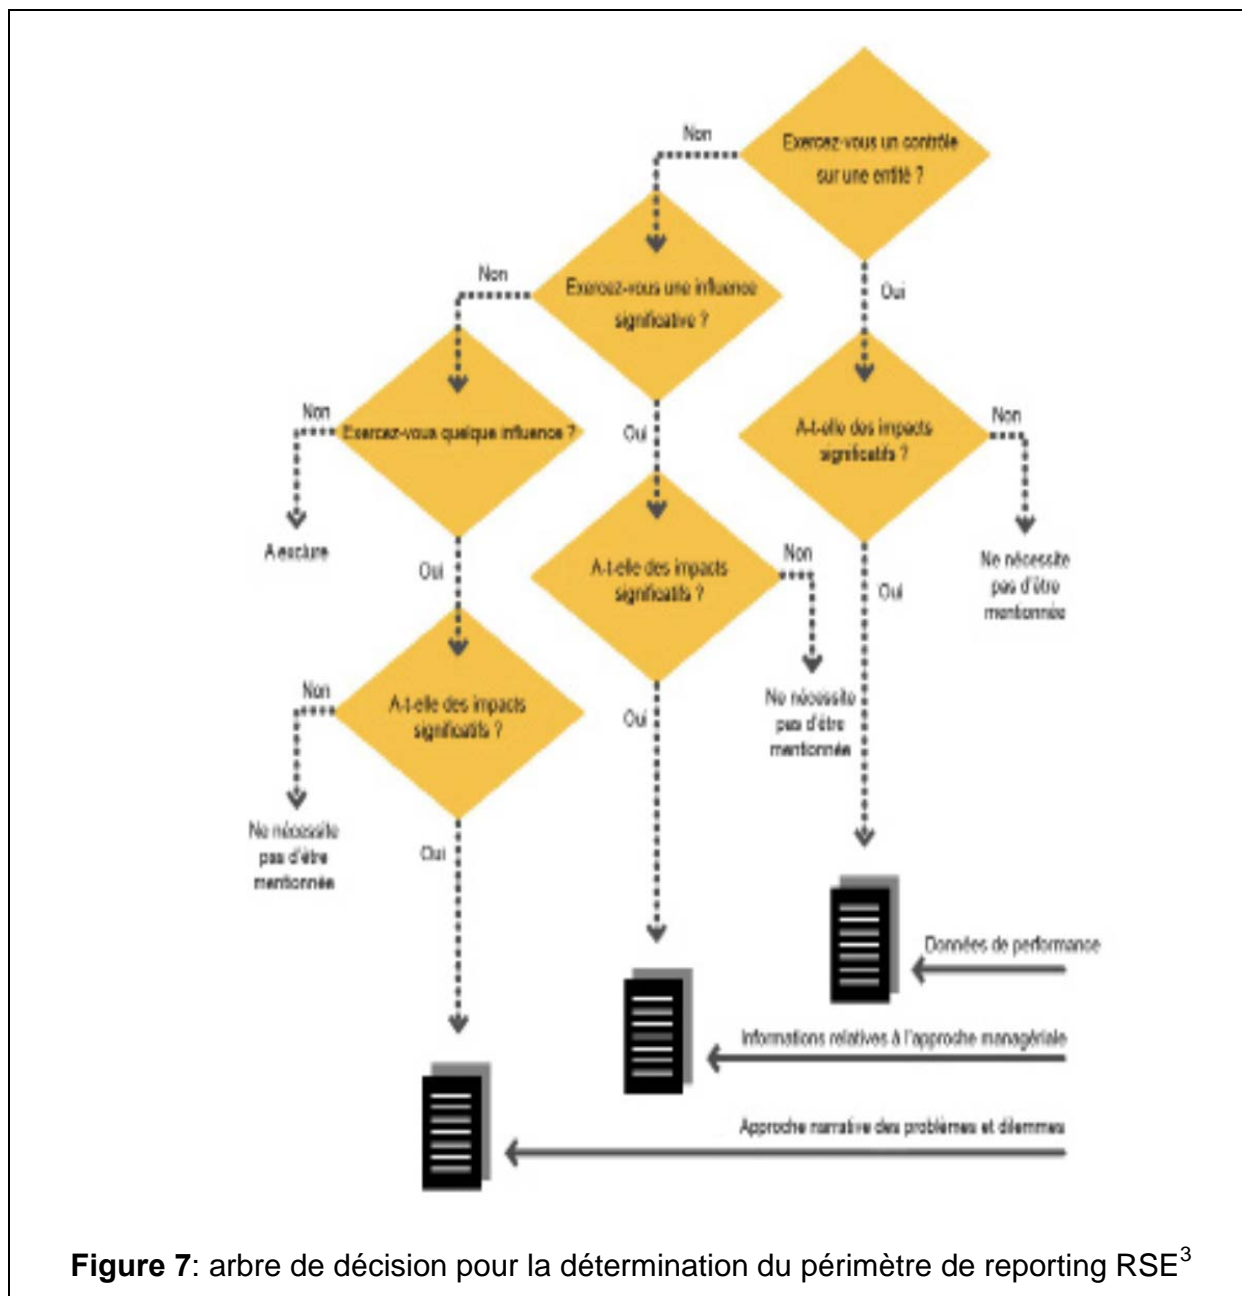 Exercez-vous un contrôle
sur une entité ?
Non
Oui
Exercez-vous une influence
significative ?
Non
Oui
Exercez-vous quelque influence ?
Non
A exclure
Oui
A-t-elle des impacts
significatifs ?
Non
Ne nécessite
pas d'être
mentionnée
Oui
A-t-elle des impacts
significatifs ?
Non
Ne nécessite
pas d'être
mentionnée
Oui
A-t-elle des impacts
significatifs ?
Non
Ne nécessite
pas d'être
mentionnée
Oui
Données de performance
Informations relatives à l'approche managériale
Approche narrative des problèmes et dilemmes
Figure 7: arbre de décision pour la détermination du périmètre de reporting RSE³